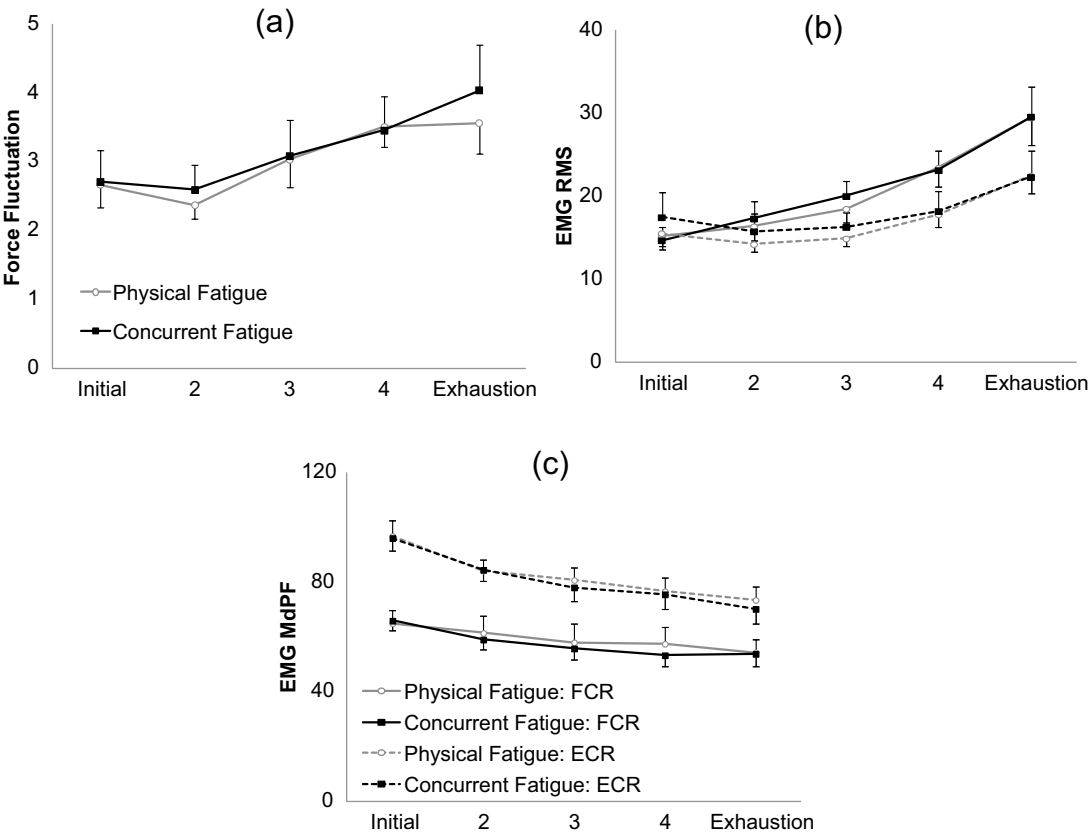 (a)
5
4
3
2
1
0
Force Fluctuation
Physical Fatigue
Concurrent Fatigue
Initial 2 3 4 Exhaustion
(b)
40
30
20
10
0
EMG RMS
Initial 2 3 4 Exhaustion
(c)
120
80
40
0
EMG MdPF
Physical Fatigue: FCR
Concurrent Fatigue: FCR
Physical Fatigue: ECR
Concurrent Fatigue: ECR
Initial 2 3 4 Exhaustion